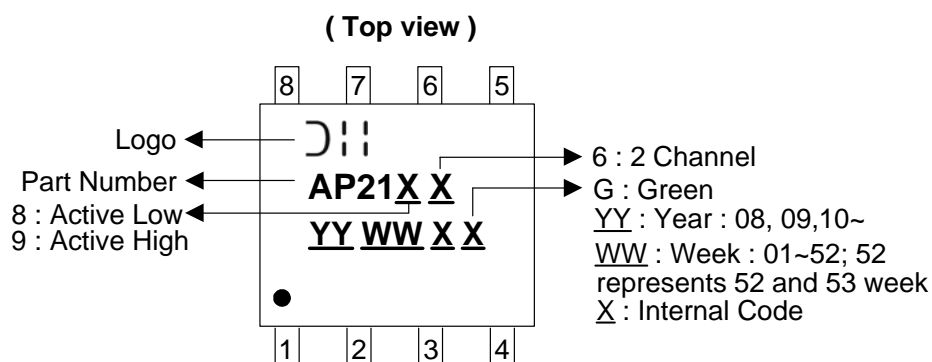 ( Top view )
8 7 6 5
Logo
Part Number
8 : Active Low
9 : Active High
AP21X X
YY WW X X
6 : 2 Channel
G : Green
YY : Year : 08, 09,10~
WW : Week : 01~52; 52
represents 52 and 53 week
X : Internal Code
1 2 3 4